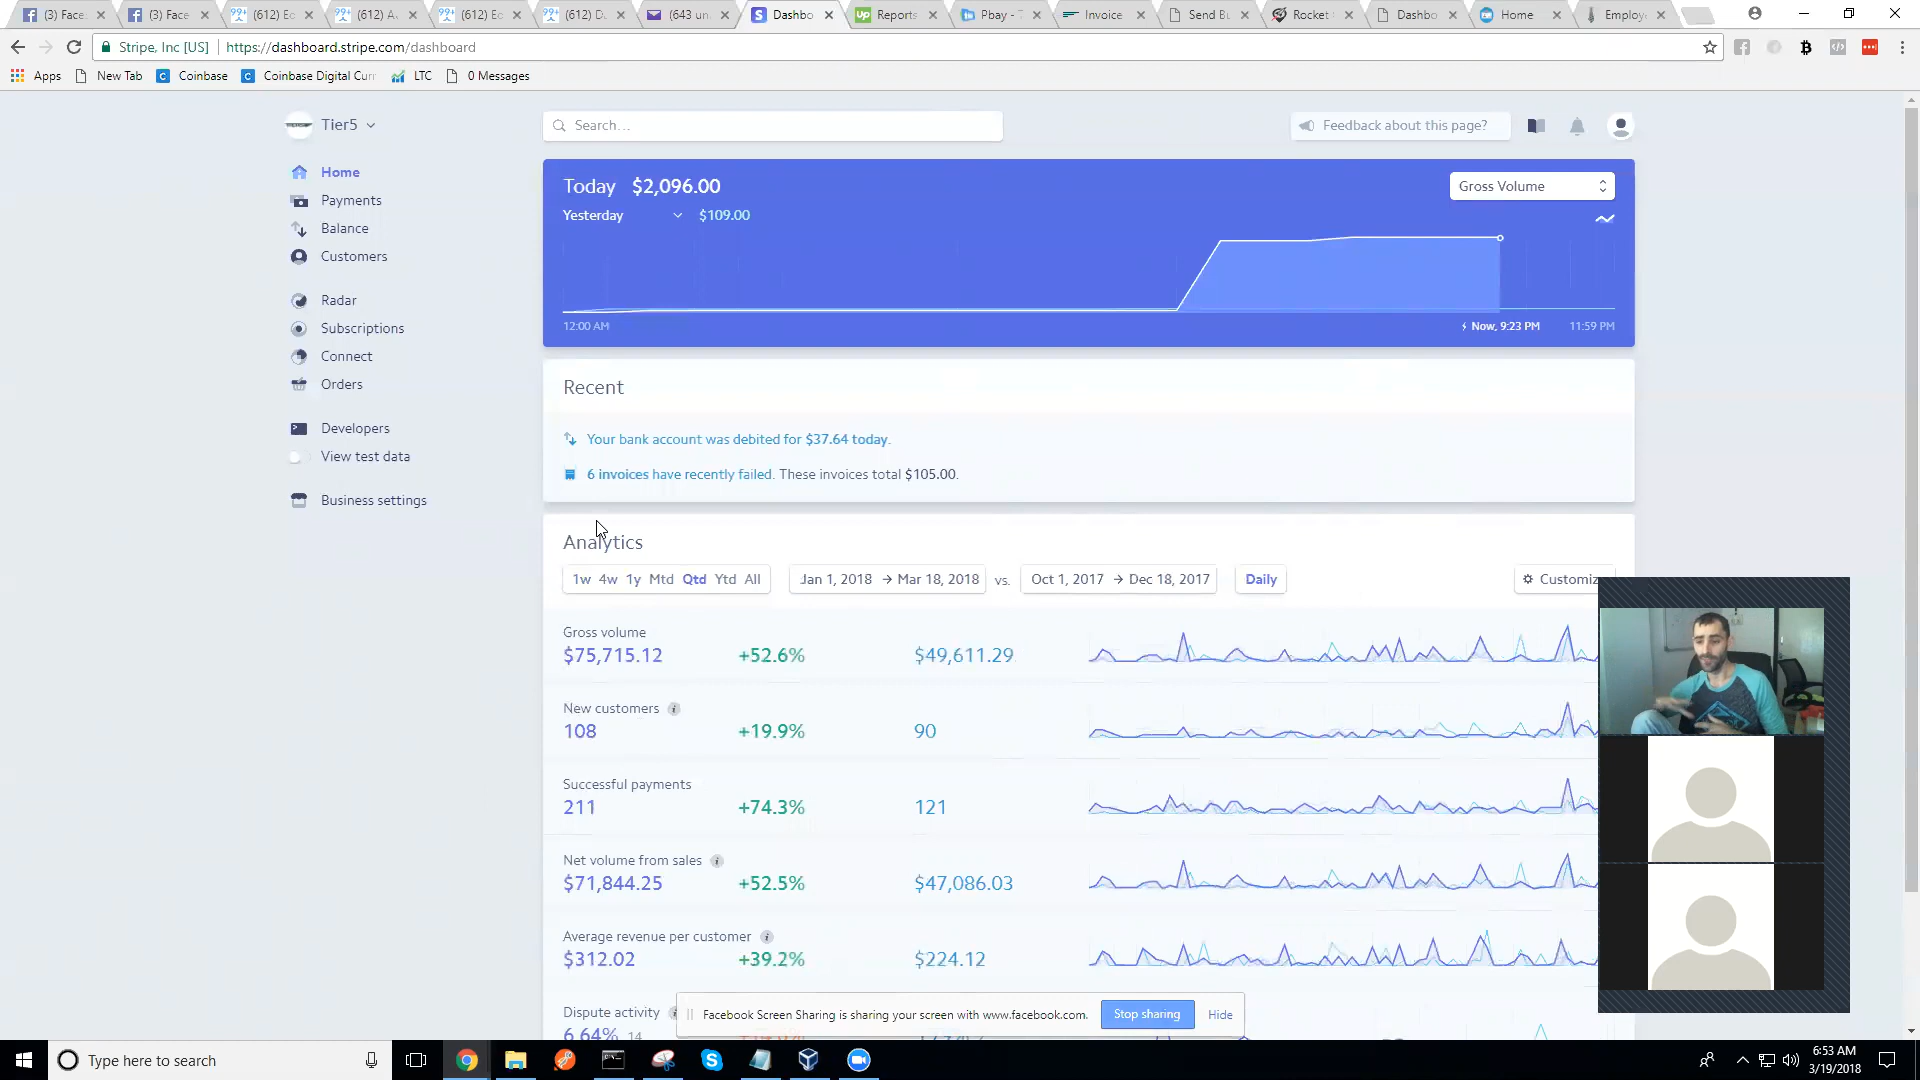 (3) Face
(3) Face
(612) Ec
(612) A
(612) Ec
(612) D
(643 un
Dashbo
Reports
Pbay - T
Invoice
Send Bu
Rocket
Dashbo
Home
Employ
Stripe, Inc [US]
https://dashboard.stripe.com/dashboard
Apps
New Tab
Coinbase
Coinbase Digital Curr
LTC
0 Messages
Tier5
Search...
Feedback about this page?
Home
Payments
Balance
Customers
Radar
Subscriptions
Connect
Orders
Developers
View test data
Business settings
Today $2,096.00
Gross Volume
Yesterday $109.00
12:00 AM
Now, 9:23 PM
11:59 PM
Recent
Your bank account was debited for $37.64 today.
6 invoices have recently failed. These invoices total $105.00.
Analytics
1w 4w 1y Mtd Qtd Ytd All
Jan 1, 2018 → Mar 18, 2018 vs. Oct 1, 2017 → Dec 18, 2017
Daily
Customiz
Gross volume
$75,715.12 +52.6% $49,611.29
New customers
108 +19.9% 90
Successful payments
211 +74.3% 121
Net volume from sales
$71,844.25 +52.5% $47,086.03
Average revenue per customer
$312.02 +39.2% $224.12
Dispute activity
6.64% 14
Facebook Screen Sharing is sharing your screen with www.facebook.com.
Stop sharing
Hide
Type here to search
6:53 AM
3/19/2018